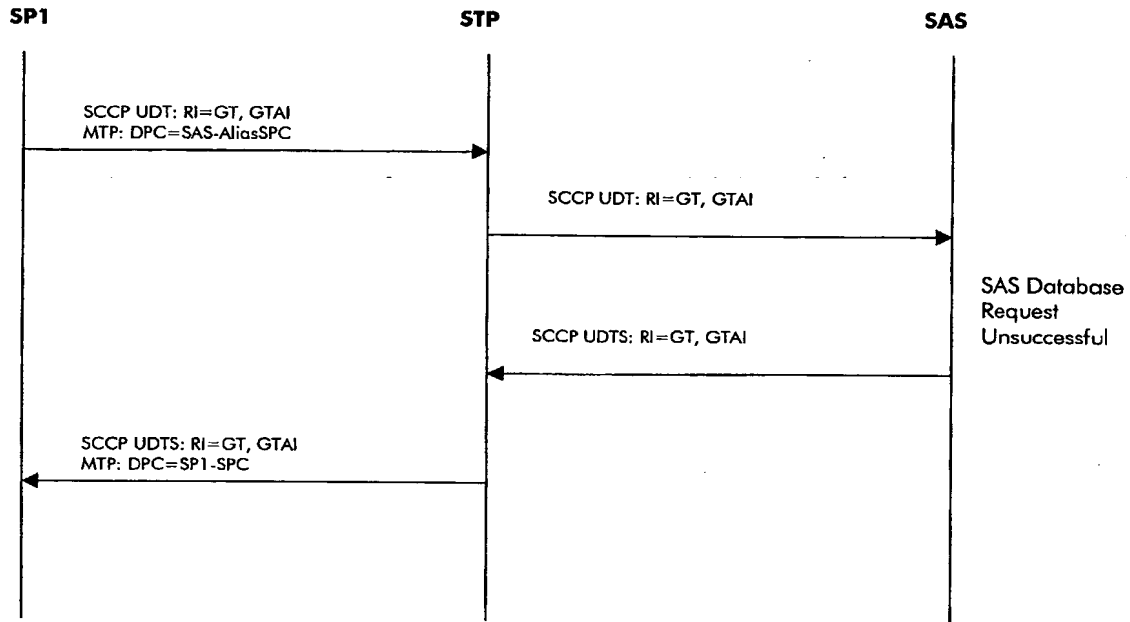 SP1
STP
SAS
SCCP UDT: RI=GT, GTAI
MTP: DPC=SAS-AliasSPC
SCCP UDT: RI=GT, GTAI
SAS Database
Request
Unsuccessful
SCCP UDTS: RI=GT, GTAI
SCCP UDTS: RI=GT, GTAI
MTP: DPC=SP1-SPC